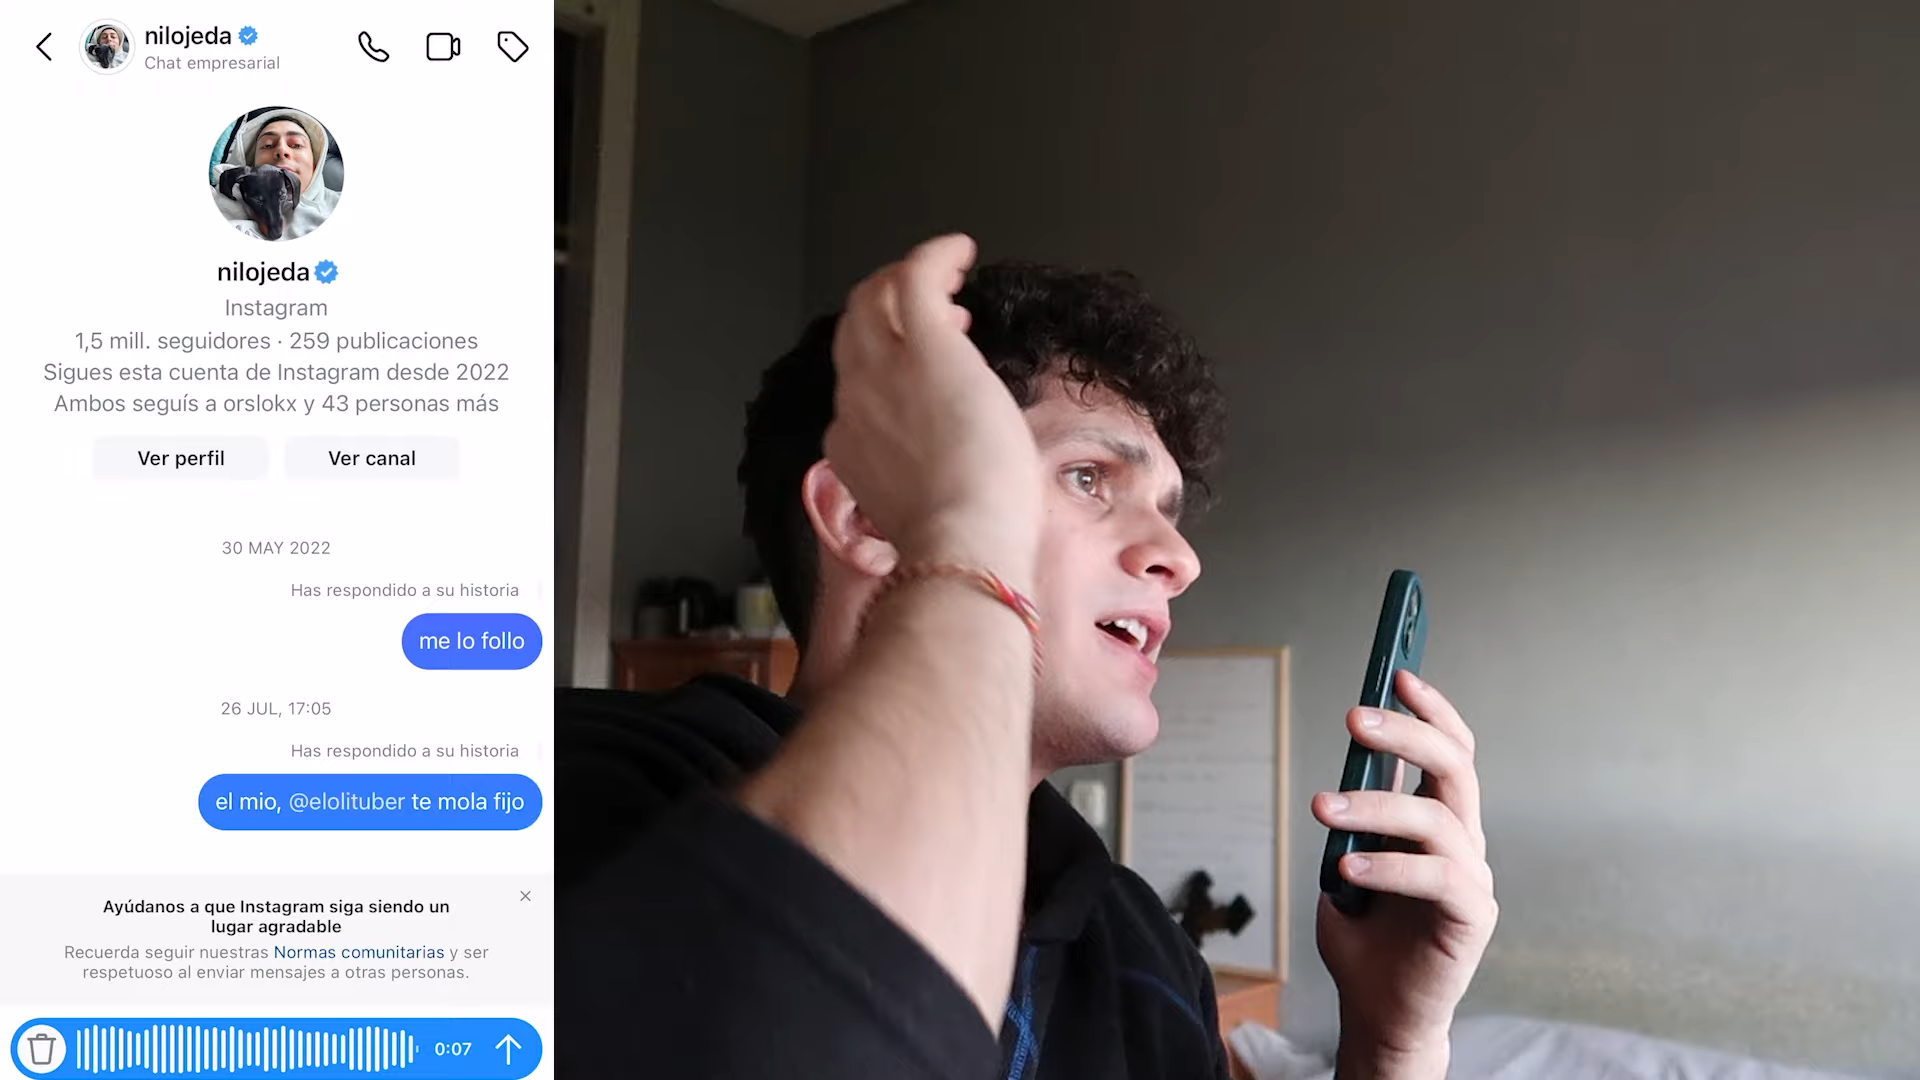 nilojeda
Chat empresarial
nilojeda
Instagram
1,5 mill. seguidores · 259 publicaciones
Sigues esta cuenta de Instagram desde 2022
Ambos seguís a orslokx y 43 personas más
Ver perfil
Ver canal
30 MAY 2022
Has respondido a su historia
me lo follo
26 JUL, 17:05
Has respondido a su historia
el mio, @elolituber te mola fijo
Ayúdanos a que Instagram siga siendo un
lugar agradable
Recuerda seguir nuestras Normas comunitarias y ser
respetuoso al enviar mensajes a otras personas.
0:07